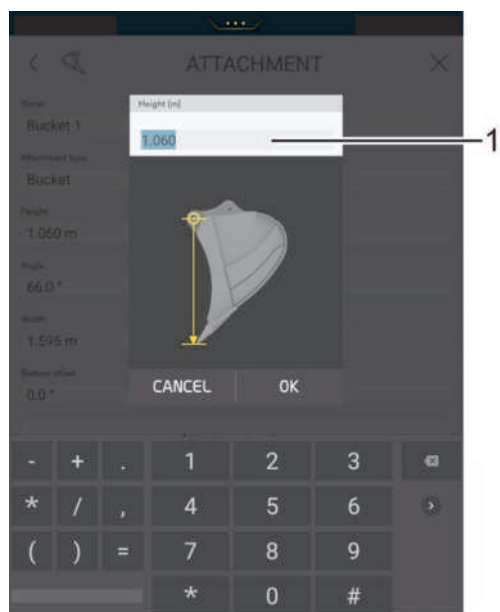 ATTACHMENT
Name
Bucket 1
Height (m)
1.060
1
Attachment type
Bucket
Height
1.060 m
Angle
66.0 °
Width
1.595 m
Bottom offset
0.0 °
CANCEL OK
- + . 1 2 3
* / , 4 5 6
( ) = 7 8 9
* 0 #